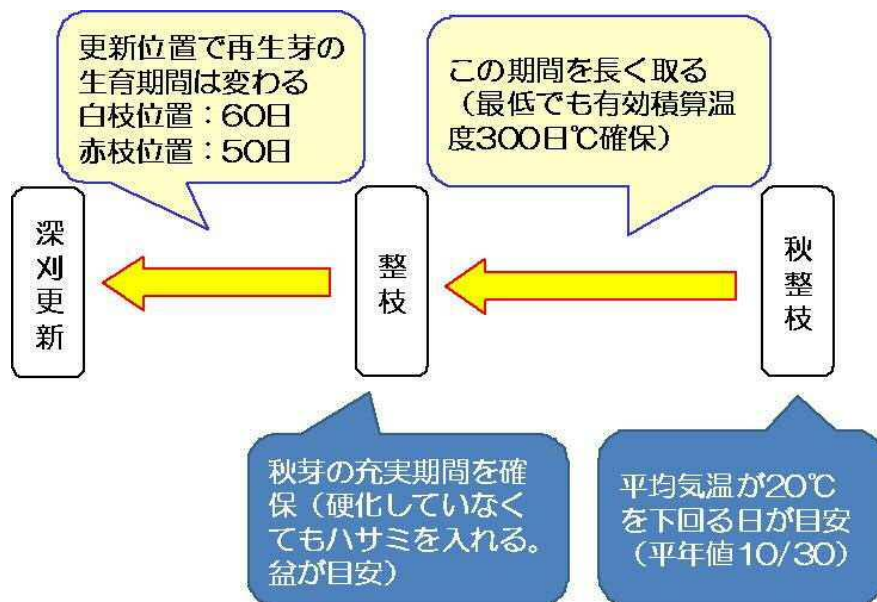 更新位置で再生芽の
生育期間は変わる
白枝位置：60日
赤枝位置：50日
この期間を長く取る
（最低でも有効積算温
度300日℃確保）
深刈更新
整枝
秋整枝
秋芽の充実期間を確
保（硬化していなく
てもハサミを入れる。
盆が目安）
平均気温が20℃
を下回る日が目安
（平年値10/30）